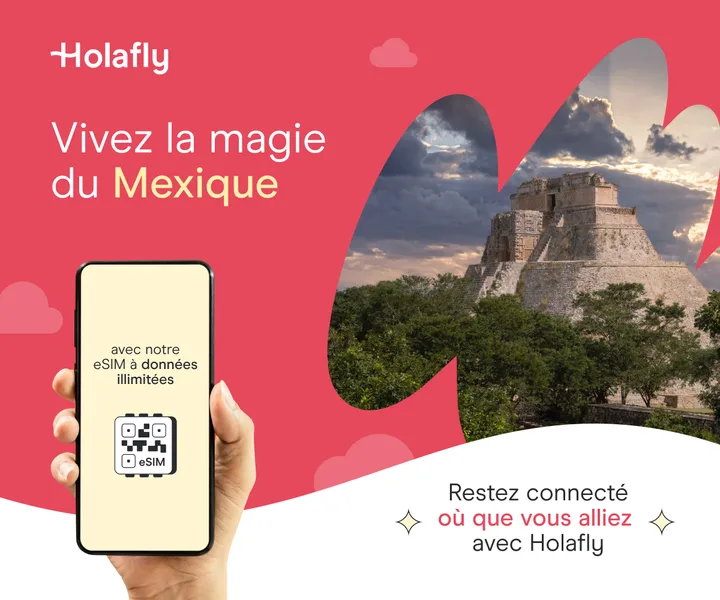 Holafly
Vivez la magie
du Mexique
avec notre
eSIM à données
illimitées
eSIM
Restez connecté
où que vous alliez
avec Holafly